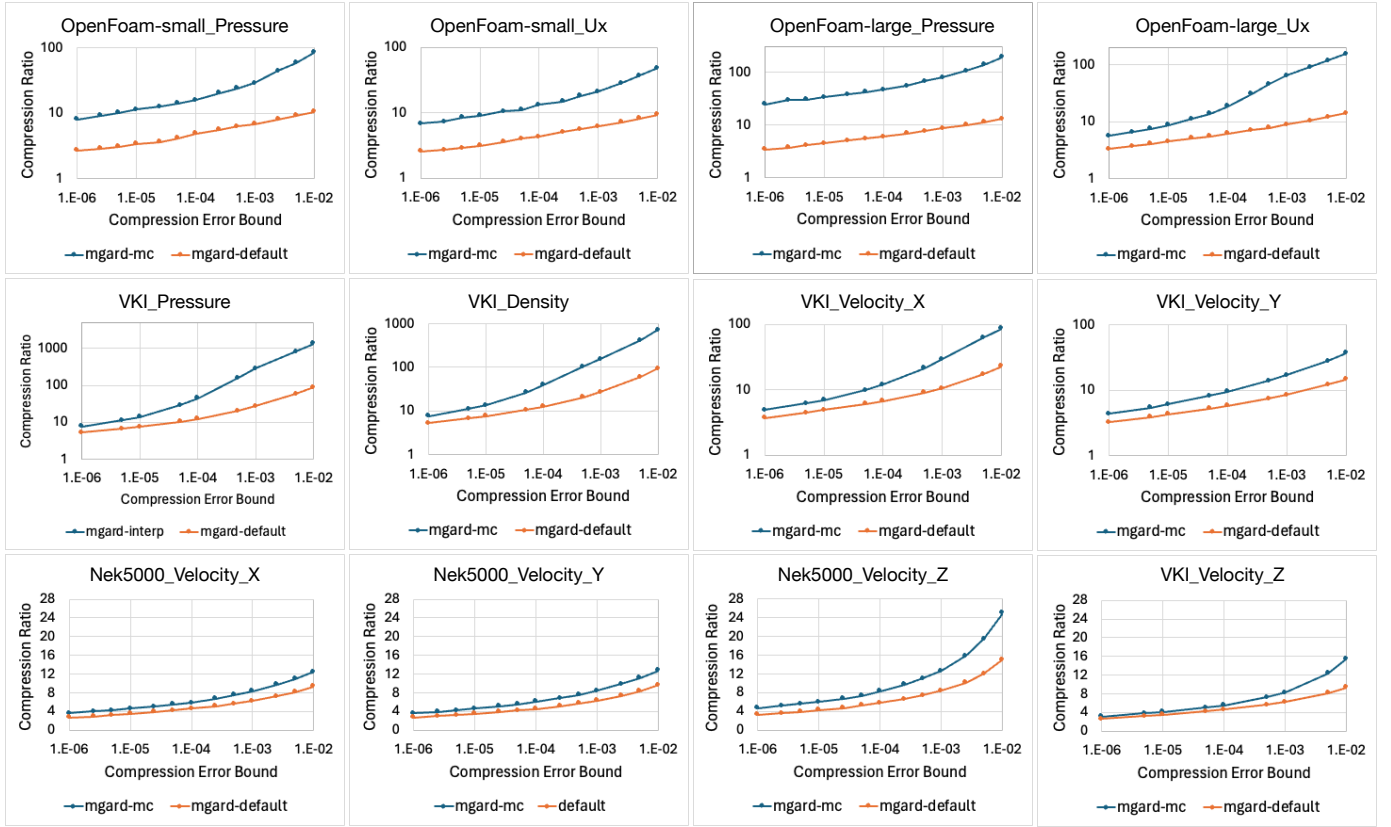 OpenFoam-small_Pressure
Compression Ratio
100
10
1
1.E-06 1.E-05 1.E-04 1.E-03 1.E-02
Compression Error Bound
mgard-mc mgard-default
OpenFoam-small_Ux
Compression Ratio
100
10
1
1.E-06 1.E-05 1.E-04 1.E-03 1.E-02
Compression Error Bound
mgard-mc mgard-default
OpenFoam-large_Pressure
Compression Ratio
100
10
1
1.E-06 1.E-05 1.E-04 1.E-03 1.E-02
Compression Error Bound
mgard-mc mgard-default
OpenFoam-large_Ux
Compression Ratio
100
10
1
1.E-06 1.E-05 1.E-04 1.E-03 1.E-02
Compression Error Bound
mgard-mc mgard-default
VKI_Pressure
Compression Ratio
1000
100
10
1
1.E-06 1.E-05 1.E-04 1.E-03 1.E-02
Compression Error Bound
mgard-interp mgard-default
VKI_Density
Compression Ratio
1000
100
10
1
1.E-06 1.E-05 1.E-04 1.E-03 1.E-02
Compression Error Bound
mgard-mc mgard-default
VKI_Velocity_X
Compression Ratio
100
10
1
1.E-06 1.E-05 1.E-04 1.E-03 1.E-02
Compression Error Bound
mgard-mc mgard-default
VKI_Velocity_Y
Compression Ratio
100
10
1
1.E-06 1.E-05 1.E-04 1.E-03 1.E-02
Compression Error Bound
mgard-mc mgard-default
Nek5000_Velocity_X
Compression Ratio
28
24
20
16
12
8
4
0
1.E-06 1.E-05 1.E-04 1.E-03 1.E-02
Compression Error Bound
mgard-mc mgard-default
Nek5000_Velocity_Y
Compression Ratio
28
24
20
16
12
8
4
0
1.E-06 1.E-05 1.E-04 1.E-03 1.E-02
Compression Error Bound
mgard-mc default
Nek5000_Velocity_Z
Compression Ratio
28
24
20
16
12
8
4
0
1.E-06 1.E-05 1.E-04 1.E-03 1.E-02
Compression Error Bound
mgard-mc mgard-default
VKI_Velocity_Z
Compression Ratio
28
24
20
16
12
8
4
0
1.E-06 1.E-05 1.E-04 1.E-03 1.E-02
Compression Error Bound
mgard-mc mgard-default